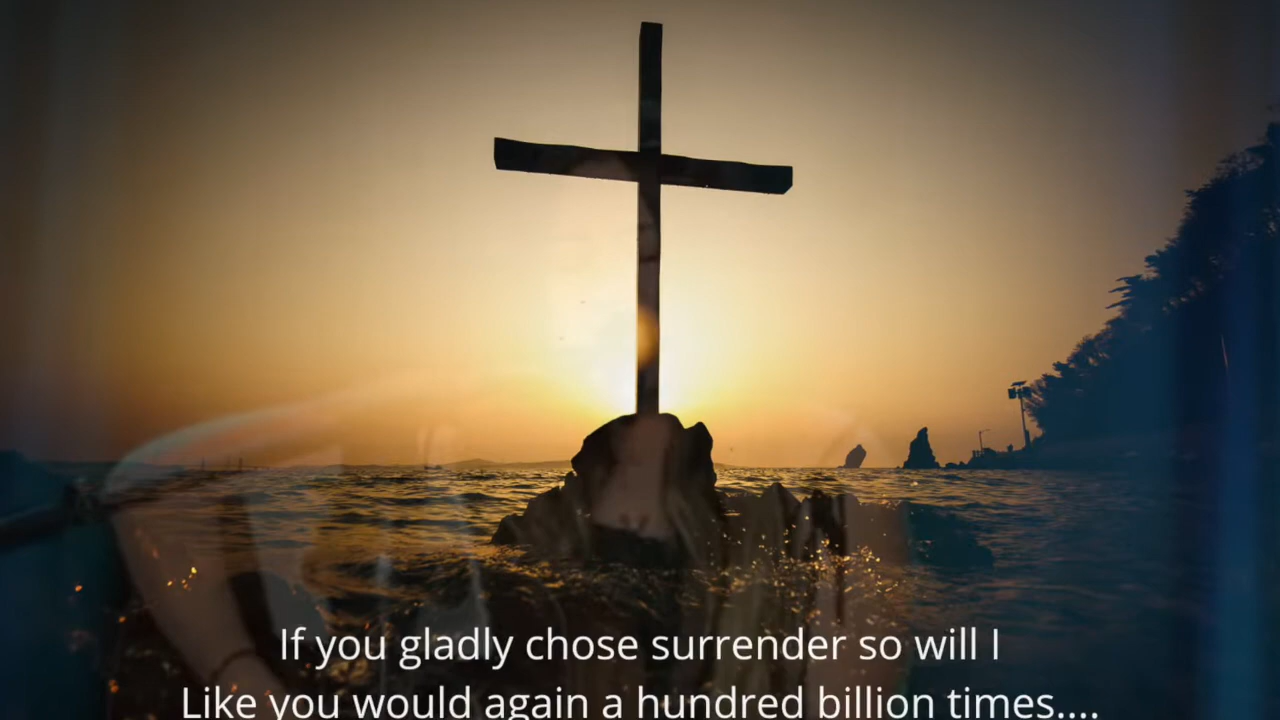 If you gladly chose surrender so will I
Like you would again a hundred billion times....